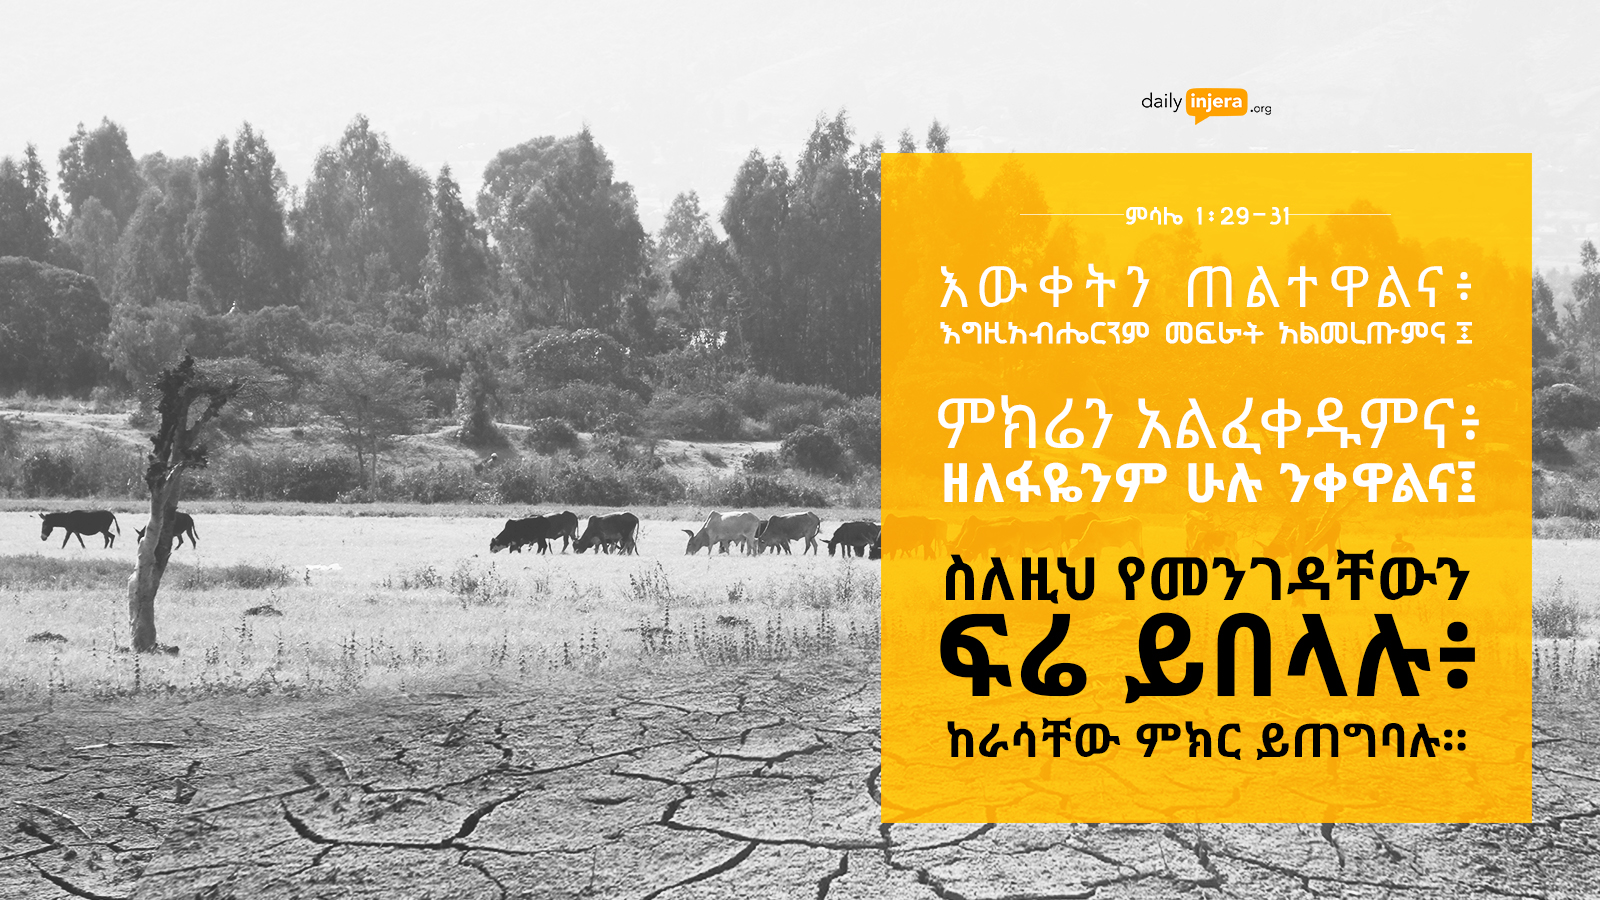 daily injera.org
ምሳሌ 1፥29-31
እውቀትን ጠልተዋልና፥
እግዚአብሔርንም መፍራት አልመረጡምና ፤
ምክሬን አልፈቀዱምና፥
ዘለፋዬንም ሁሉ ንቀዋልና፤
ስለዚህ የመንገዳቸውን
ፍሬ ይበላሉ፥
ከራሳቸው ምክር ይጠግባሉ።